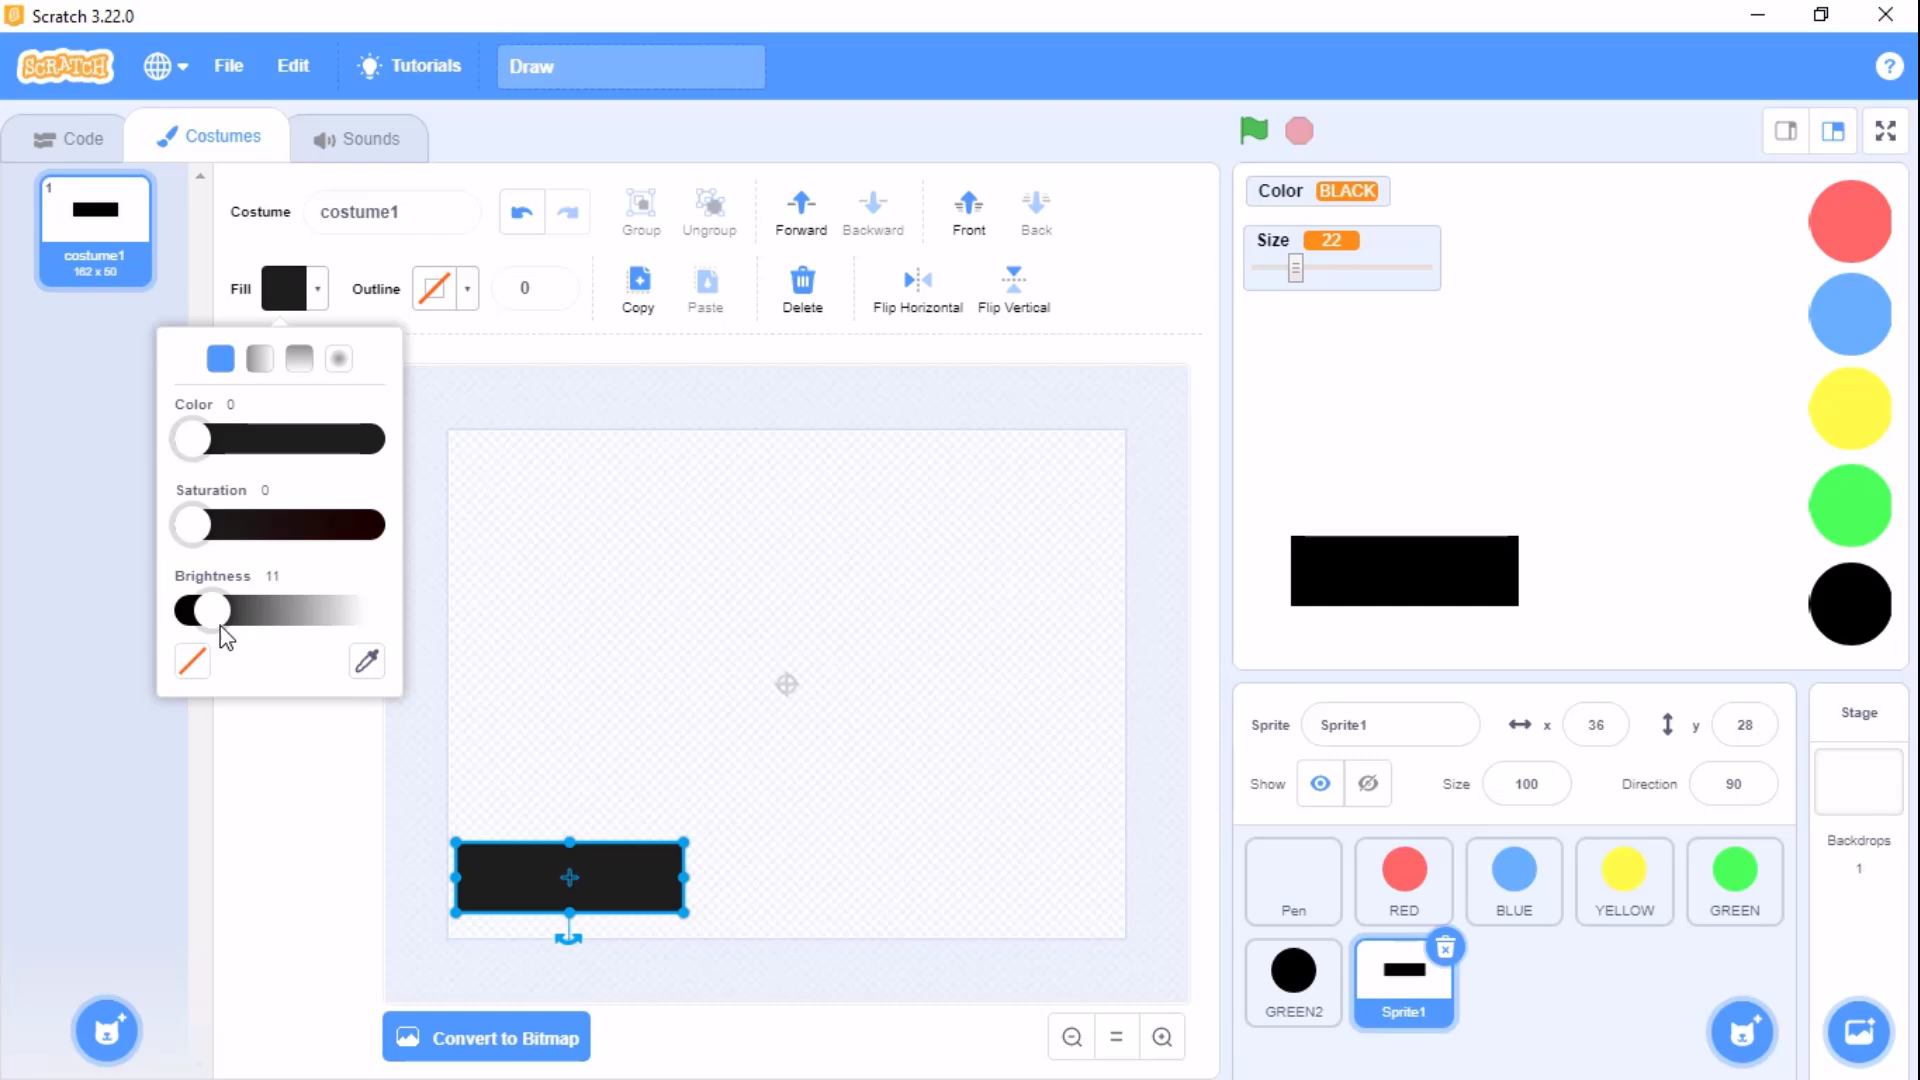 Scratch 3.22.0
SCRATCH
File
Edit
Tutorials
Draw
?
Code
Costumes
Sounds
1
costume1
162 x 50
Costume
costume1
Group
Ungroup
Forward
Backward
Front
Back
Fill
Outline
0
Copy
Paste
Delete
Flip Horizontal
Flip Vertical
Color 0
Saturation 0
Brightness 11
Convert to Bitmap
Color BLACK
Size 22
Sprite
Sprite1
x
36
y
28
Show
Size
100
Direction
90
Pen
RED
BLUE
YELLOW
GREEN
GREEN2
Sprite1
Stage
Backdrops
1